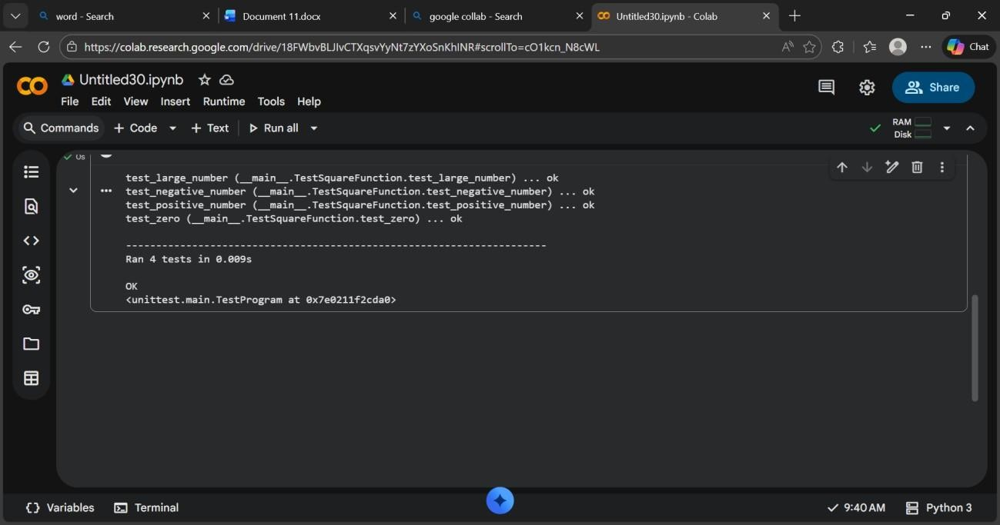 word - Search
Document 11.docx
google collab - Search
Untitled30.ipynb - Colab
https://colab.research.google.com/drive/18FWbvBLJIvCTXqsvYyNt7zYXoSnKhINR#scrollTo=cO1kcn_N8cWL
Chat
Untitled30.ipynb
File Edit View Insert Runtime Tools Help
Share
Commands + Code + Text Run all
RAM
Disk
0s
test_large_number (__main__.TestSquareFunction.test_large_number) ... ok
test_negative_number (__main__.TestSquareFunction.test_negative_number) ... ok
test_positive_number (__main__.TestSquareFunction.test_positive_number) ... ok
test_zero (__main__.TestSquareFunction.test_zero) ... ok
----------------------------------------------------------------------
Ran 4 tests in 0.009s
OK
<unittest.main.TestProgram at 0x7e0211f2cda0>
Variables Terminal
9:40 AM Python 3